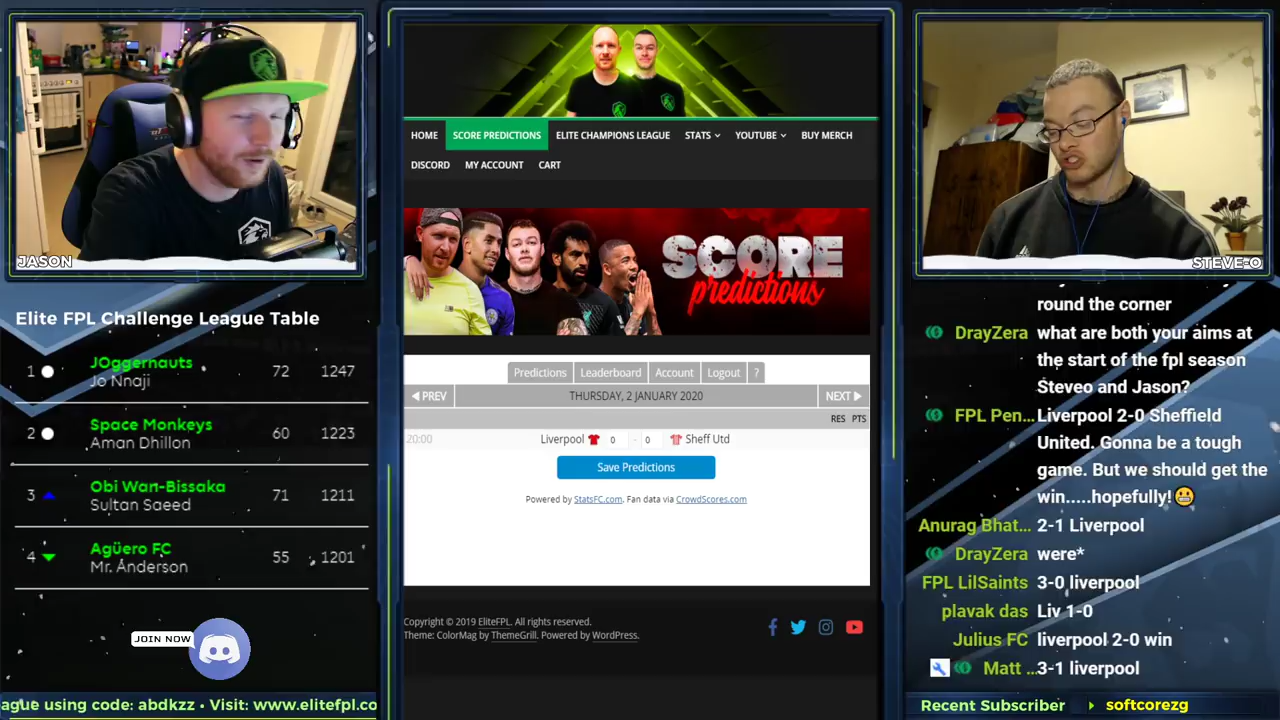 JASON
Elite FPL Challenge League Table
1 JOggernauts 72 1247
Jo Nnaji
2 Space Monkeys 60 1223
Aman Dhillon
3 Obi Wan-Bissaka 71 1211
Sultan Saeed
4 Agüero FC 55 1201
Mr. Anderson
JOIN NOW
ague using code: abdkzz • Visit: www.elitefpl.co
HOME SCORE PREDICTIONS ELITE CHAMPIONS LEAGUE STATS YOUTUBE BUY MERCH
DISCORD MY ACCOUNT CART
SCORE
predictions
Predictions Leaderboard Account Logout ?
PREV THURSDAY, 2 JANUARY 2020 NEXT
RES PTS
20:00 Liverpool 0 - 0 Sheff Utd
Save Predictions
Powered by StatsFC.com. Fan data via CrowdScores.com
Copyright © 2019 EliteFPL. All rights reserved.
Theme: ColorMag by ThemeGrill. Powered by WordPress.
STEVE-O
round the corner
DrayZera what are both your aims at
the start of the fpl season
Steveo and Jason?
FPL Pen... Liverpool 2-0 Sheffield
United. Gonna be a tough
game. But we should get the
win.....hopefully!😬
Anurag Bhat... 2-1 Liverpool
DrayZera were*
FPL LilSaints 3-0 liverpool
plavak das Liv 1-0
Julius FC liverpool 2-0 win
Matt ... 3-1 liverpool
Recent Subscriber softcorezg